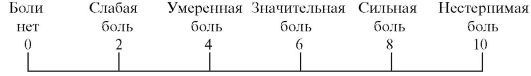 Боли Слабая Умеренная Значительная Сильная Нестерпимая
нет боль боль боль боль боль
0 2 4 6 8 10